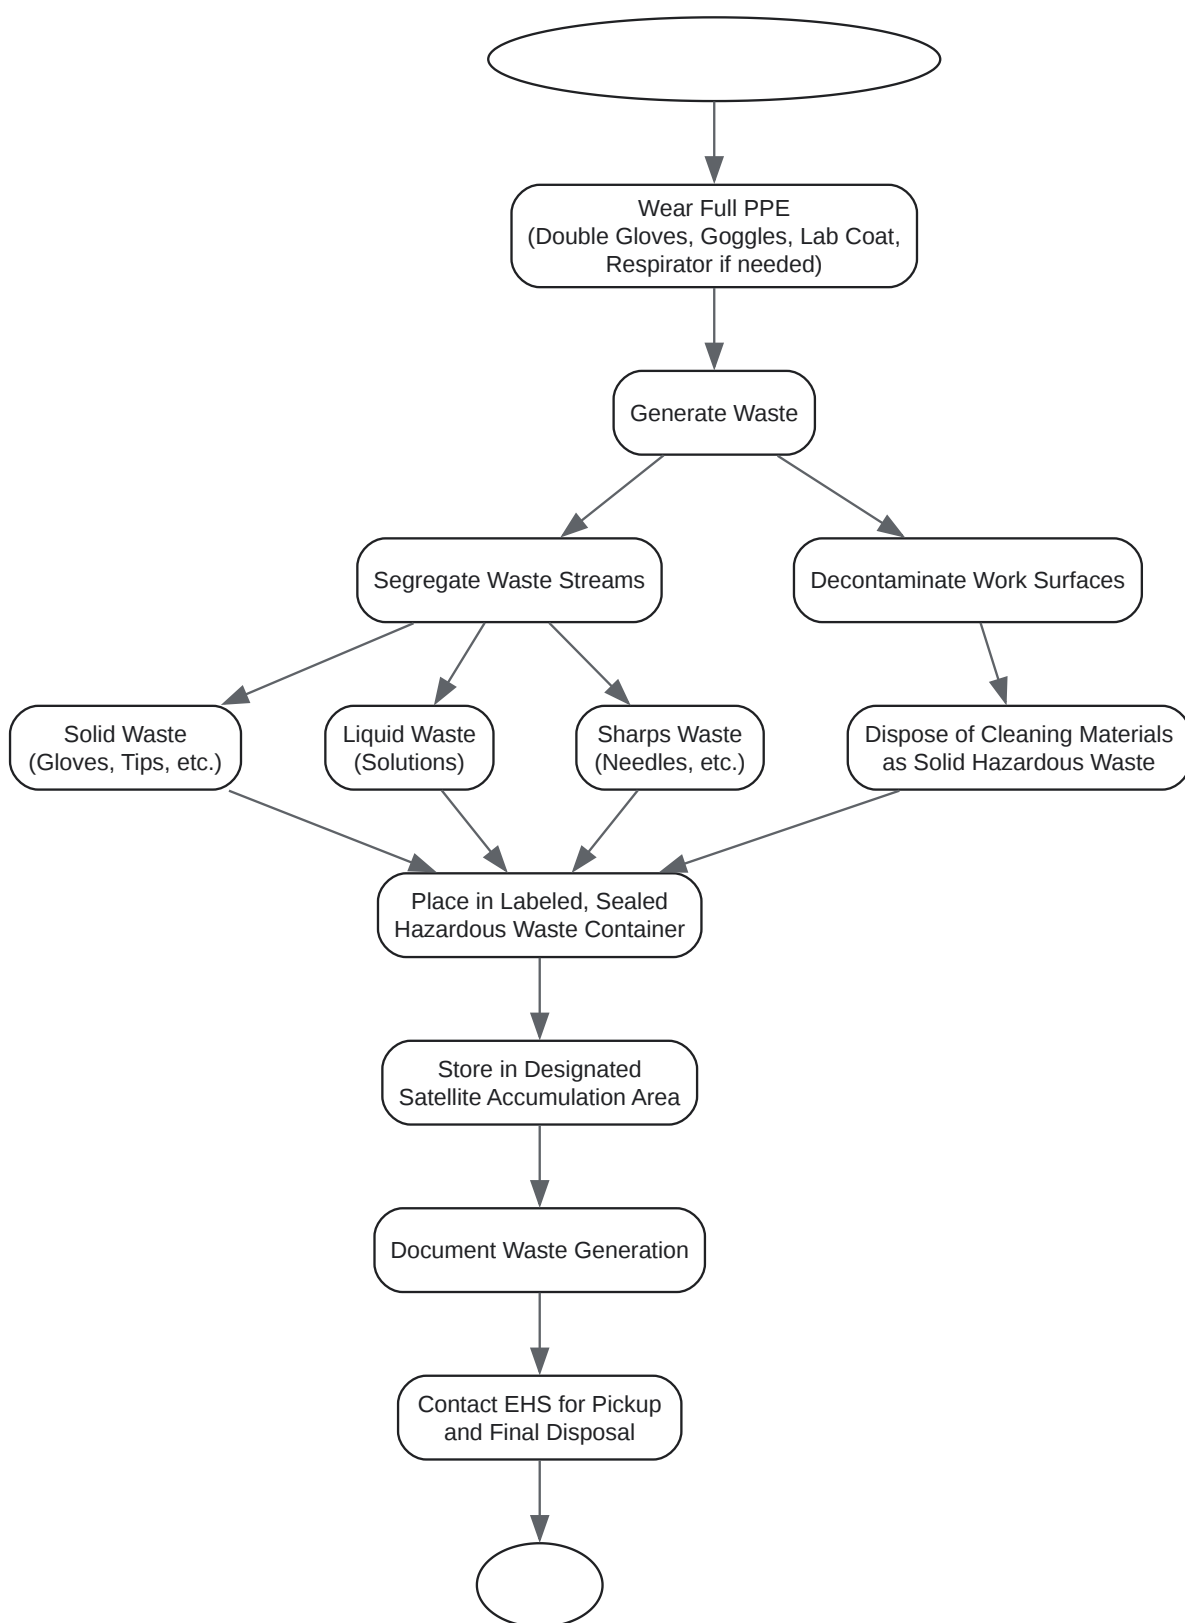 Wear Full PPE
(Double Gloves, Goggles, Lab Coat,
Respirator if needed)
Generate Waste
Segregate Waste Streams
Decontaminate Work Surfaces
Solid Waste
(Gloves, Tips, etc.)
Liquid Waste
(Solutions)
Sharps Waste
(Needles, etc.)
Dispose of Cleaning Materials
as Solid Hazardous Waste
Place in Labeled, Sealed
Hazardous Waste Container
Store in Designated
Satellite Accumulation Area
Document Waste Generation
Contact EHS for Pickup
and Final Disposal